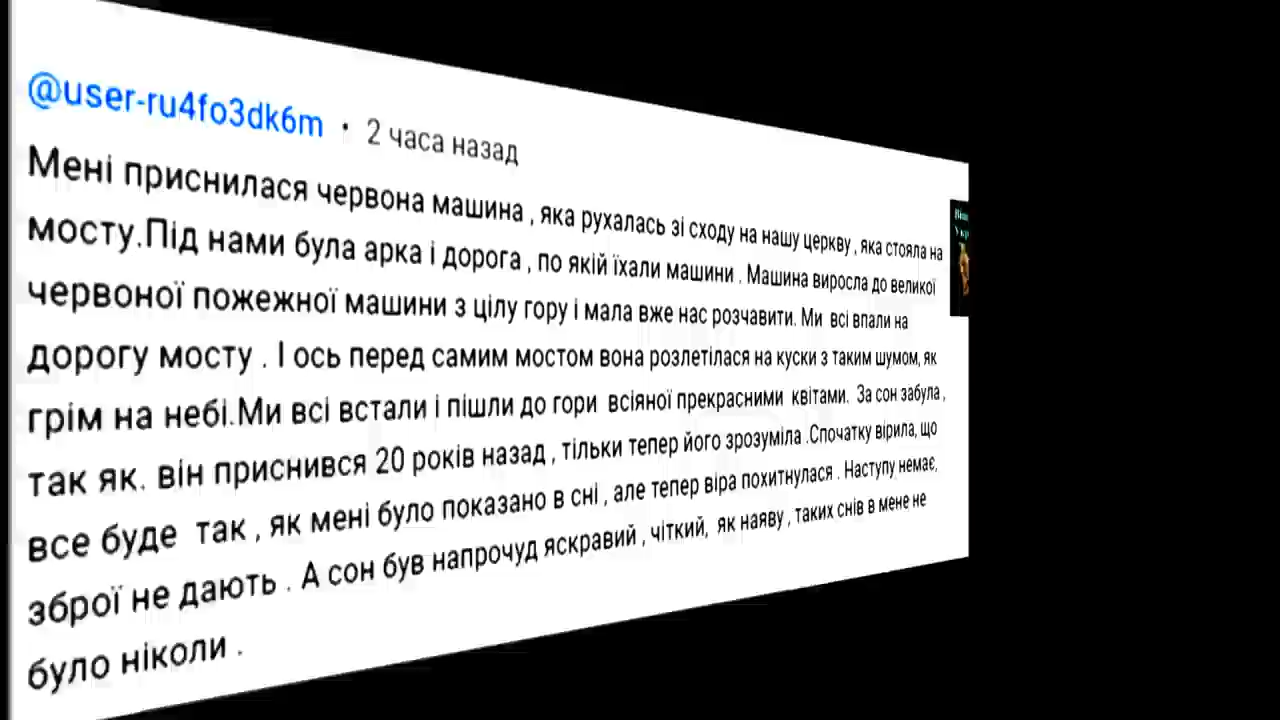 @user-ru4fo3dk6m · 2 часа назад
Мені приснилася червона машина , яка рухалась зі сходу на нашу церкву , яка стояла на
мосту.Під нами була арка і дорога , по якій їхали машини . Машина виросла до великої
червоної пожежної машини з цілу гору і мала вже нас розчавити. Ми всі впали на
дорогу мосту . І ось перед самим мостом вона розлетілася на куски з таким шумом, як
грім на небі.Ми всі встали і пішли до гори всіяної прекрасними квітами. За сон забула ,
так як. він приснився 20 років назад , тільки тепер його зрозуміла .Спочатку вірила, що
все буде так , як мені було показано в сні , але тепер віра похитнулася . Наступу немає,
зброї не дають . А сон був напрочуд яскравий , чіткий, як наяву , таких снів в мене не
було ніколи .